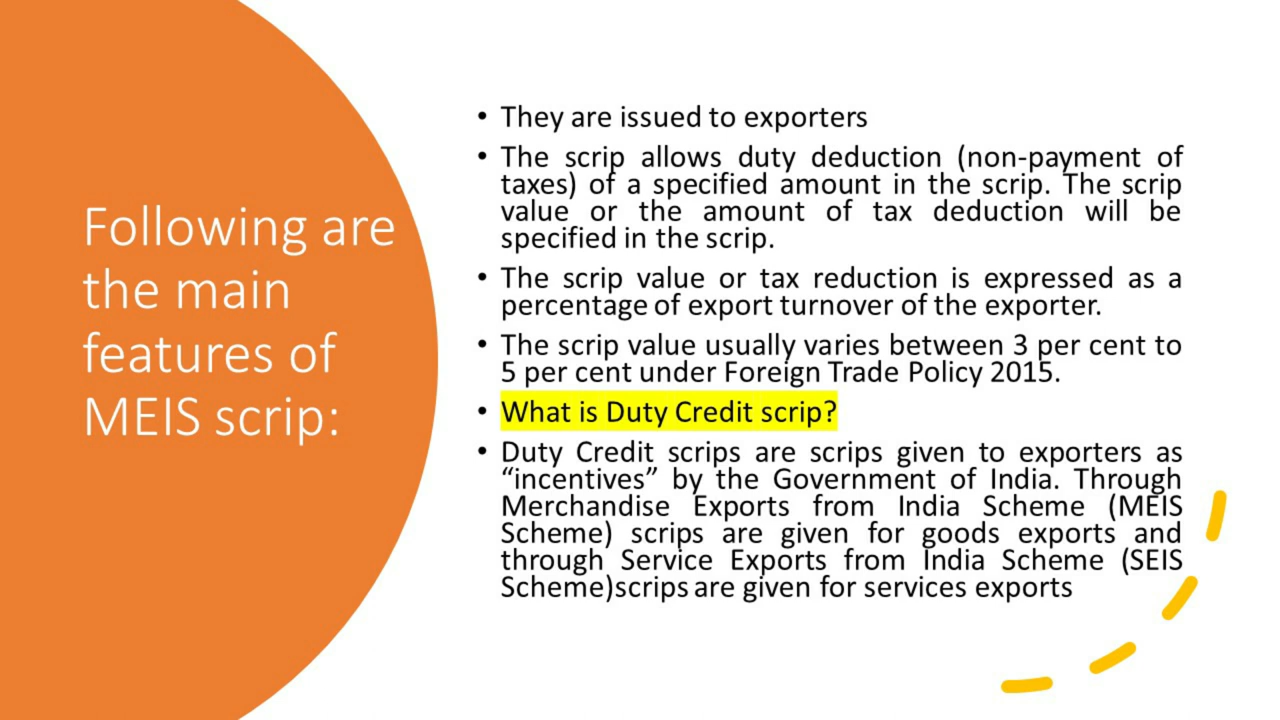 Following are
the main
features of
MEIS scrip:
• They are issued to exporters
• The scrip allows duty deduction (non-payment of
taxes) of a specified amount in the scrip. The scrip
value or the amount of tax deduction will be
specified in the scrip.
• The scrip value or tax reduction is expressed as a
percentage of export turnover of the exporter.
• The scrip value usually varies between 3 per cent to
5 per cent under Foreign Trade Policy 2015.
• What is Duty Credit scrip?
• Duty Credit scrips are scrips given to exporters as
“incentives” by the Government of India. Through
Merchandise Exports from India Scheme (MEIS
Scheme) scrips are given for goods exports and
through Service Exports from India Scheme (SEIS
Scheme)scrips are given for services exports